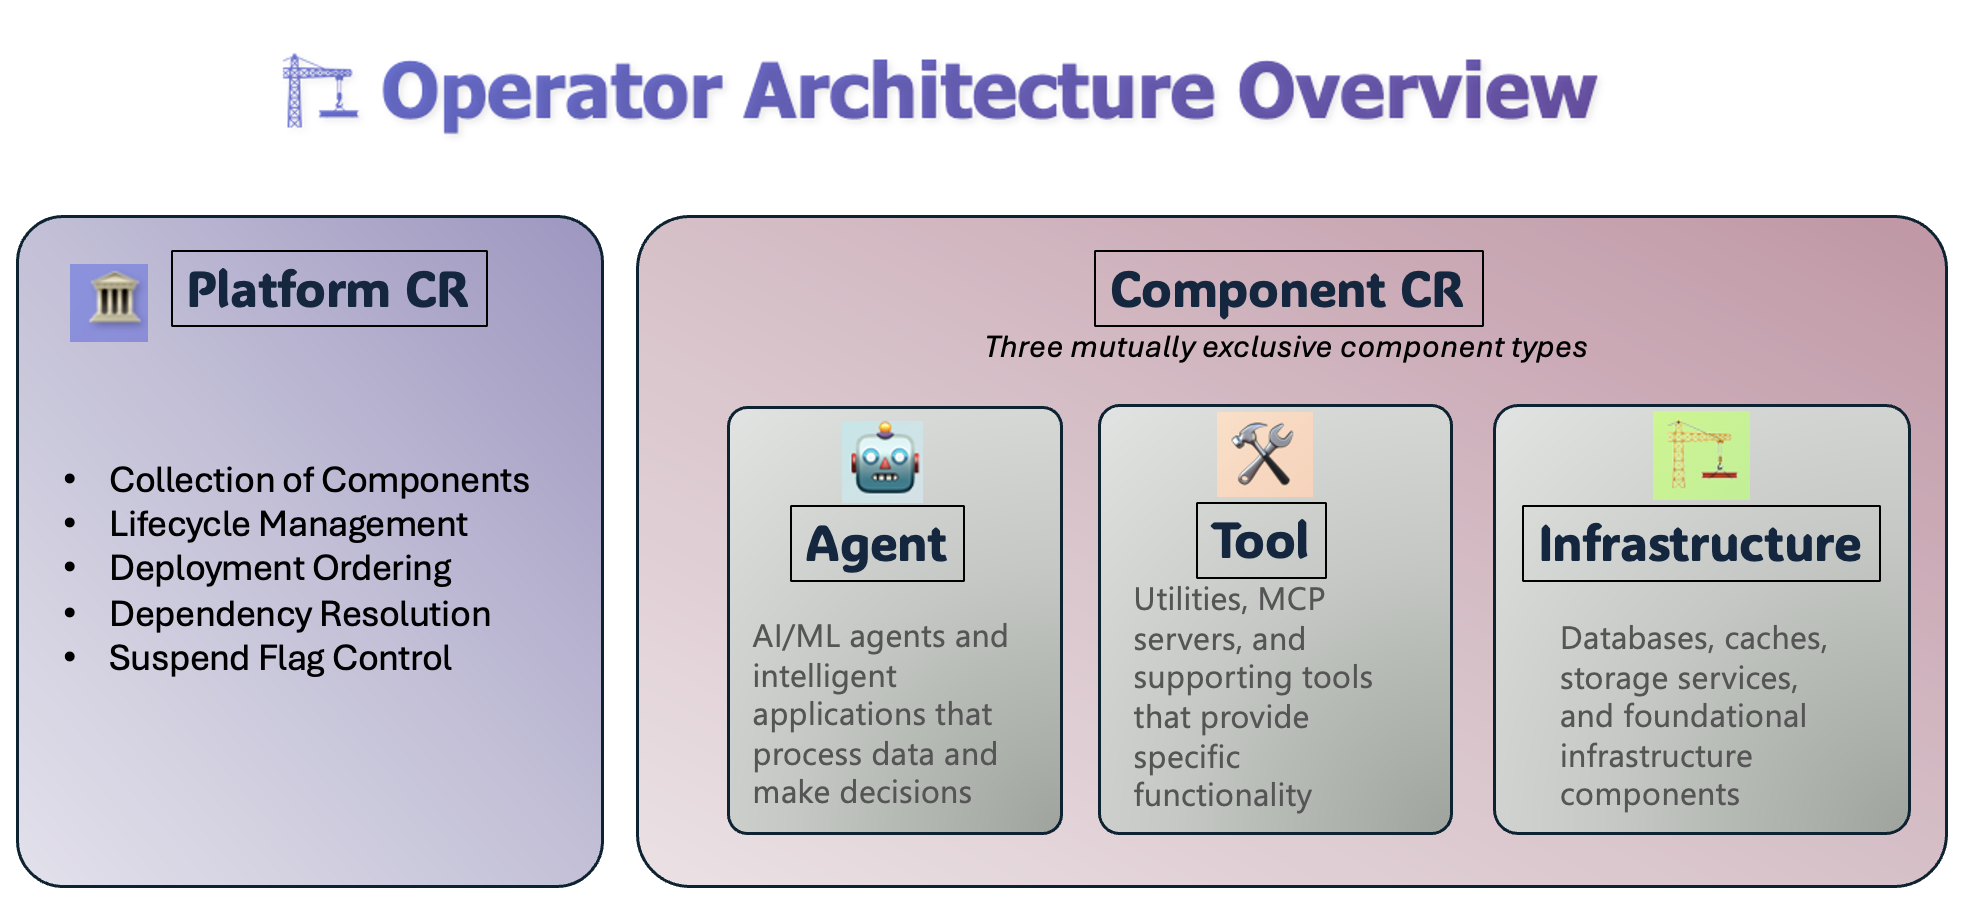 Operator Architecture Overview
Platform CR
Collection of Components
Lifecycle Management
Deployment Ordering
Dependency Resolution
Suspend Flag Control
Component CR
Three mutually exclusive component types
Agent
AI/ML agents and
intelligent
applications that
process data and
make decisions
Tool
Utilities, MCP
servers, and
supporting tools
that provide
specific
functionality
Infrastructure
Databases, caches,
storage services,
and foundational
infrastructure
components